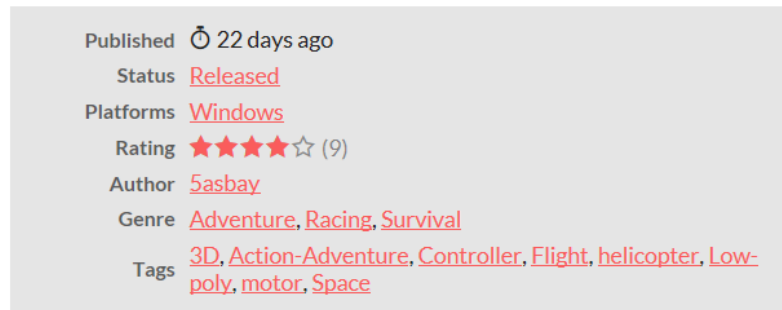 Published 22 days ago
Status Released
Platforms Windows
Rating (9)
Author 5asbay
Genre Adventure, Racing, Survival
Tags 3D, Action-Adventure, Controller, Flight, helicopter, Low-
poly, motor, Space